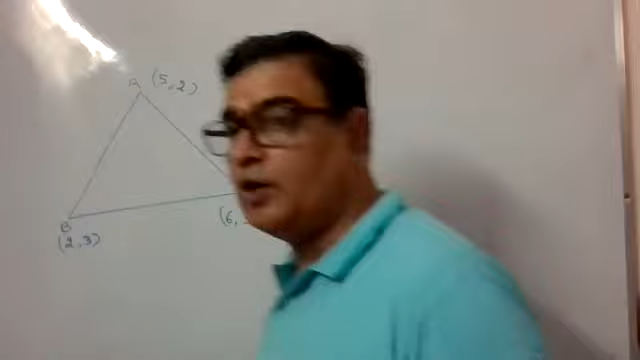 A (5, 2)
(6,
B
(2, 3)